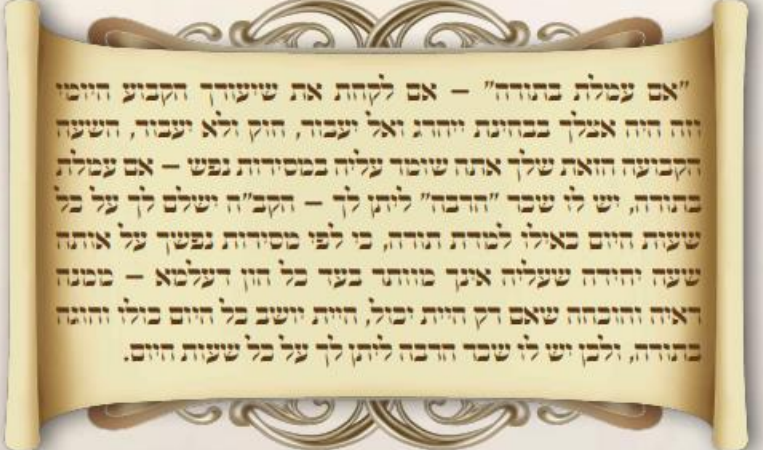 "אם עמלת בתורה" – אם לקחת את שיעורך הקבוע היומי
וזה היה אצלך בבחינת ייהרג ואל יעבור, חוק ולא יעבור, השעה
הקבועה הזאת שלך אתה שומר עליה במסירות נפש – אם עמלת
בתורה, יש לו שכר "הרבה" ליתן לך – הקב"ה ישלם לך על כל
שעות היום כאילו למדת תורה, כי לפי מסירות נפשך על אותה
שעה יחידה שעליה אינך מוותר בעד כל הון דעלמא – ממנה
ראיה והוכחה שאם רק היית יכול, היית יושב כל היום כולו והוגה
בתורה, ולכן יש לו שכר הרבה ליתן לך על כל שעות היום.